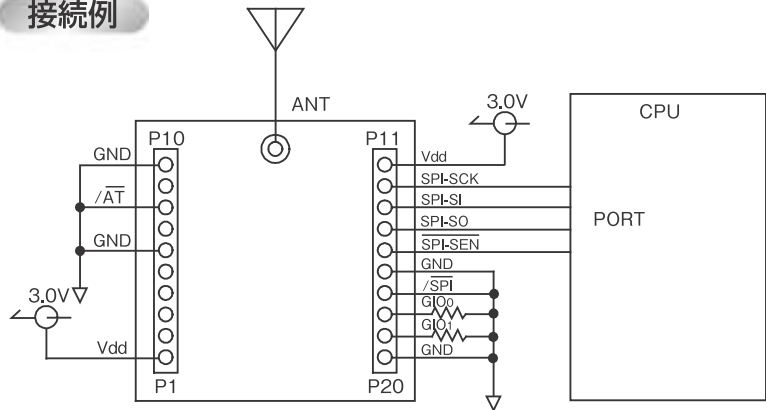 接続例
ANT
3.0V
CPU
P10
P11
GND
/AT
GND
3.0V
Vdd
P1
Vdd
SPI-SCK
SPI-SI
SPI-SO
SPI-SEN
GND
/SPI
GIO₀
GIO₁
GND
P20
PORT